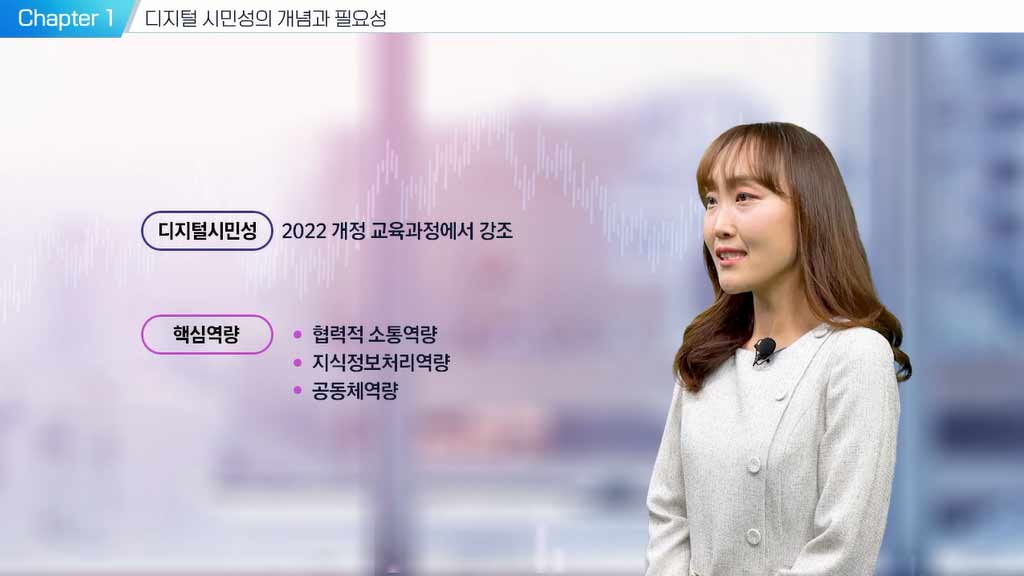 Chapter 1 디지털 시민성의 개념과 필요성
디지털시민성 2022 개정 교육과정에서 강조
핵심역량 • 협력적 소통역량
• 지식정보처리역량
• 공동체역량